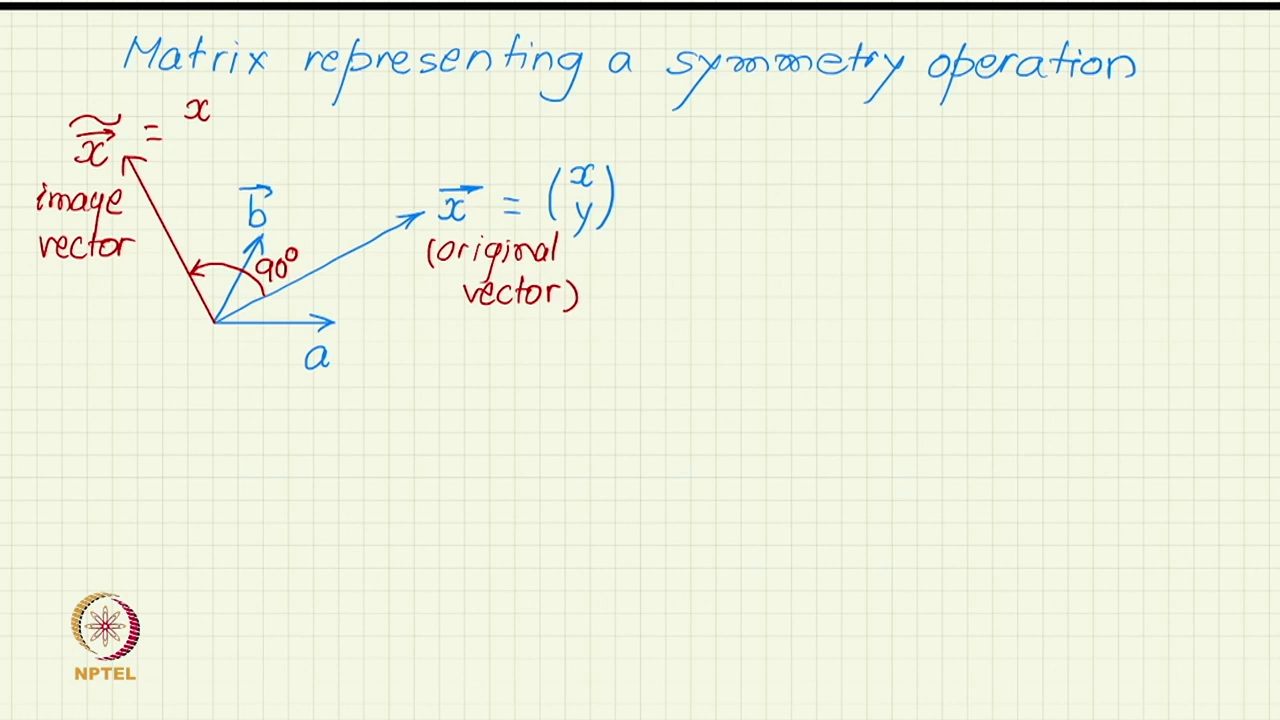 Matrix representing a symmetry operation
x̃⃗ = x
image
vector
b⃗
90°
x⃗ = (x
y)
(original
vector)
a
NPTEL